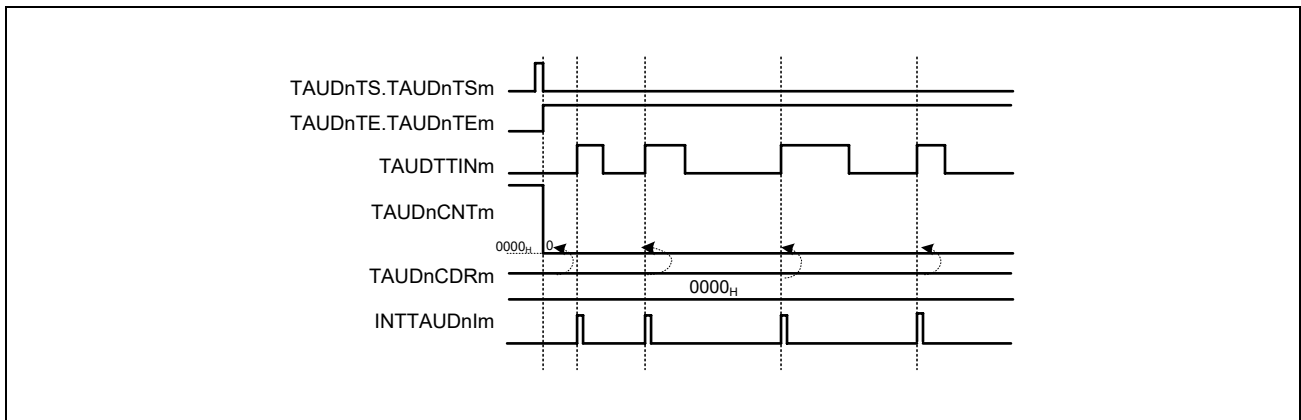 TAUDnTS.TAUDnTSm
TAUDnTE.TAUDnTEm
TAUDTTINm
TAUDnCNTm
0000H 0
TAUDnCDRm
0000H
INTTAUDnIm